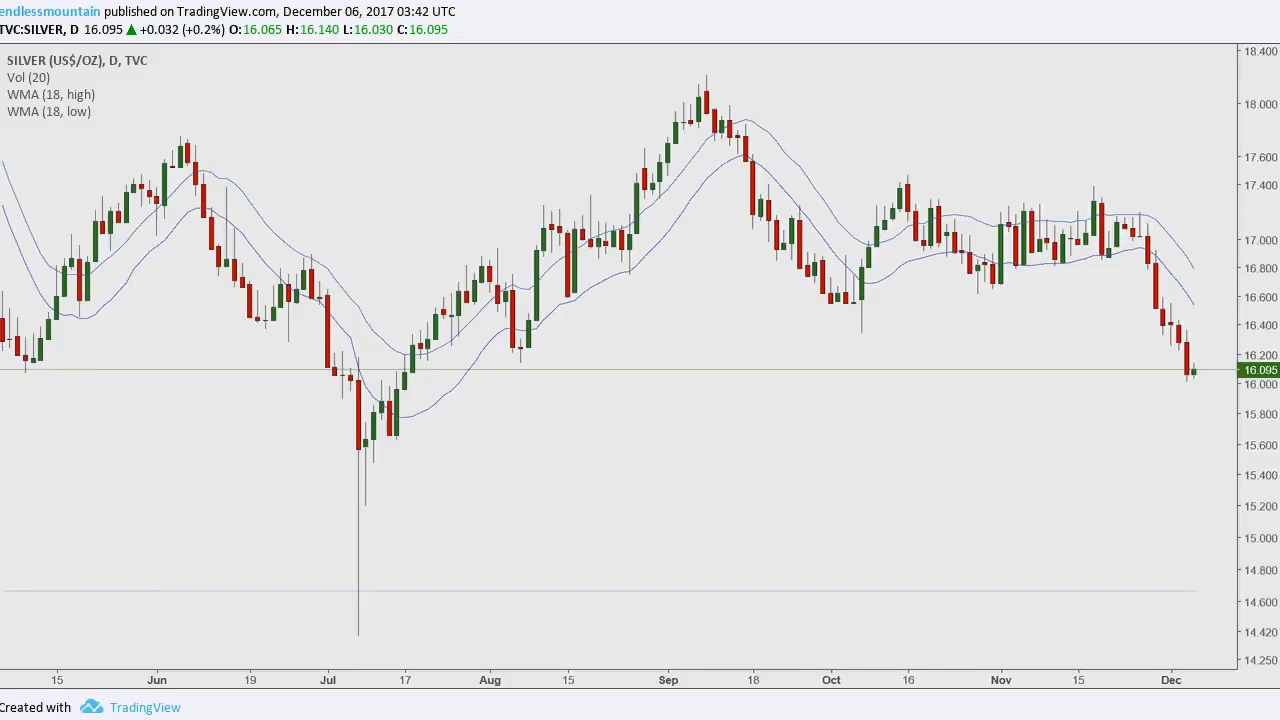 endlessmountain published on TradingView.com, December 06, 2017 03:42 UTC
TVC:SILVER, D 16.095 ▲ +0.032 (+0.2%) O:16.065 H:16.140 L:16.030 C:16.095
SILVER (US$/OZ), D, TVC
Vol (20)
WMA (18, high)
WMA (18, low)
18.400
18.000
17.600
17.400
17.000
16.800
16.600
16.400
16.200
16.095
16.000
15.800
15.600
15.400
15.200
15.000
14.800
14.600
14.420
14.250
15 Jun 19 Jul 17 Aug 15 Sep 18 Oct 16 Nov 15 Dec
Created with TradingView